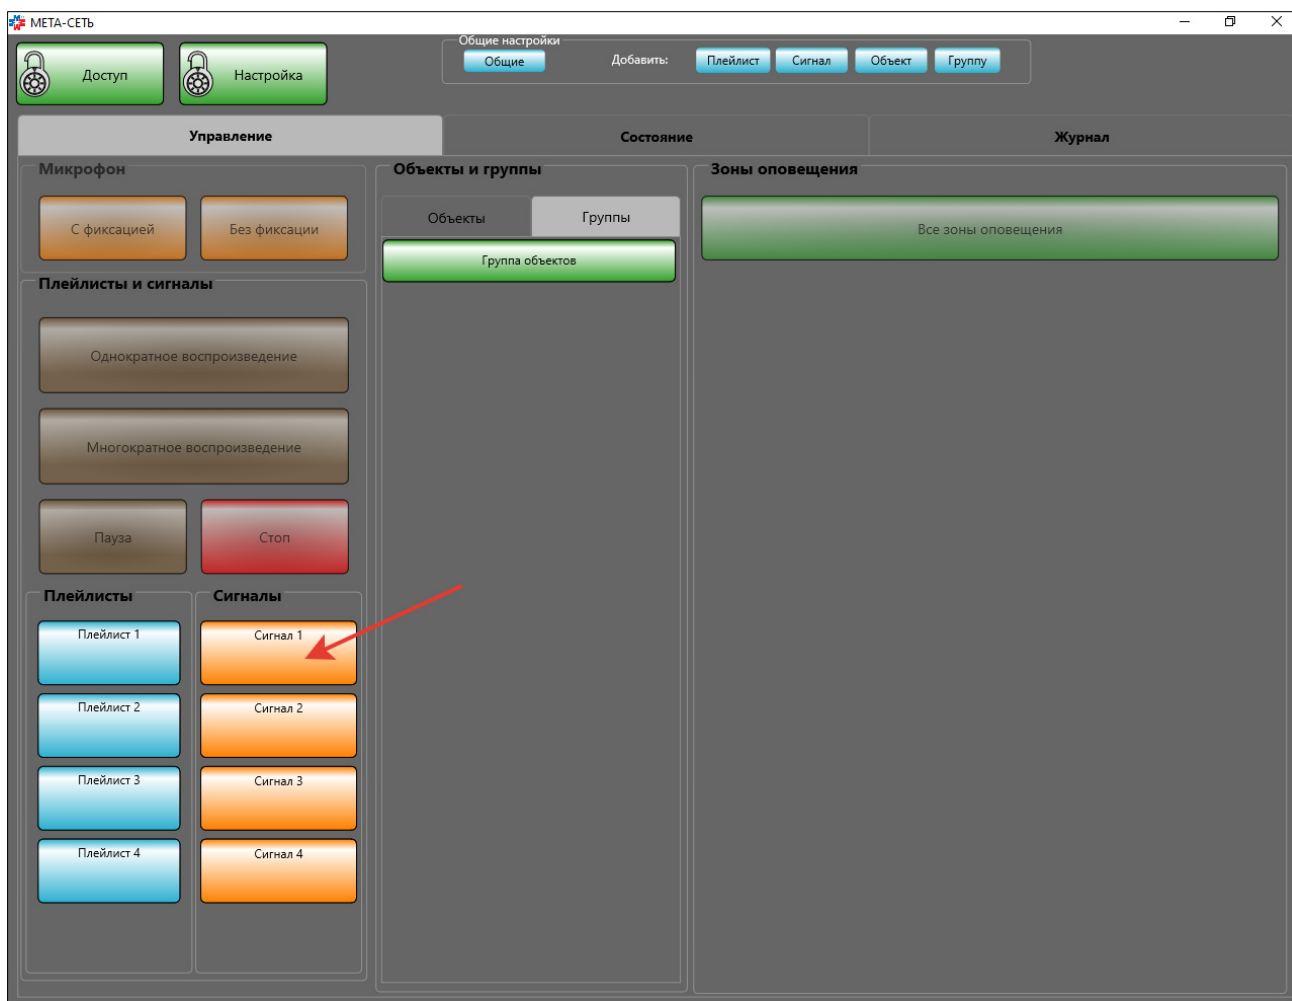 МЕТА-СЕТЬ
Доступ
Настройка
Общие настройки
Общие
Добавить:
Плейлист
Сигнал
Объект
Группу
Управление
Состояние
Журнал
Микрофон
С фиксацией
Без фиксации
Плейлисты и сигналы
Однократное воспроизведение
Многократное воспроизведение
Пауза
Стоп
Плейлисты
Плейлист 1
Плейлист 2
Плейлист 3
Плейлист 4
Сигналы
Сигнал 1
Сигнал 2
Сигнал 3
Сигнал 4
Объекты и группы
Объекты
Группы
Группа объектов
Зоны оповещения
Все зоны оповещения